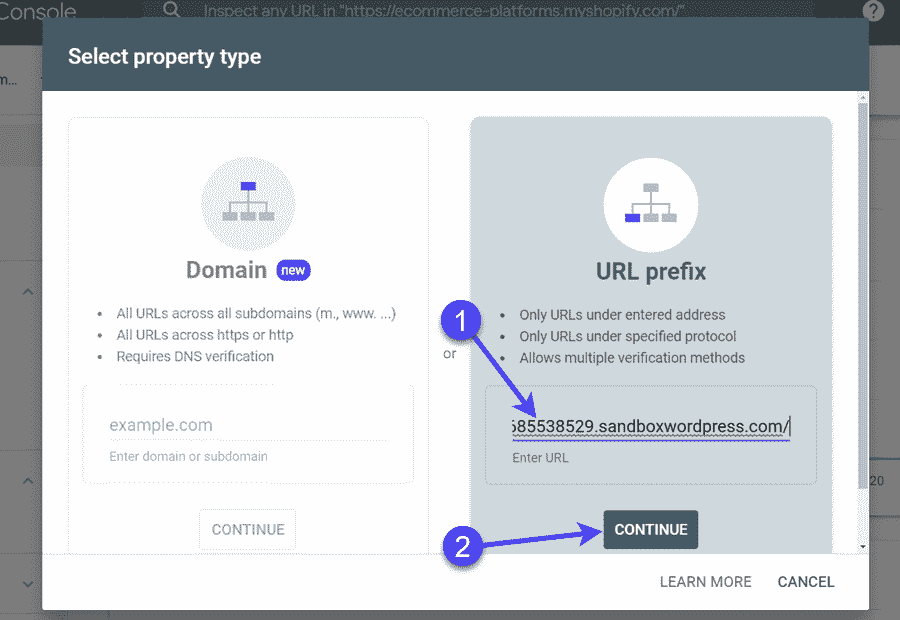 Console
Inspect any URL in "https://ecommerce-platforms.myshopify.com/"
?
m...
Select property type
Domain new
All URLs across all subdomains (m., www. ...)
All URLs across https or http
Requires DNS verification
example.com
Enter domain or subdomain
CONTINUE
or
URL prefix
Only URLs under entered address
Only URLs under specified protocol
Allows multiple verification methods
1
685538529.sandboxwordpress.com/
Enter URL
2
CONTINUE
20
LEARN MORE
CANCEL